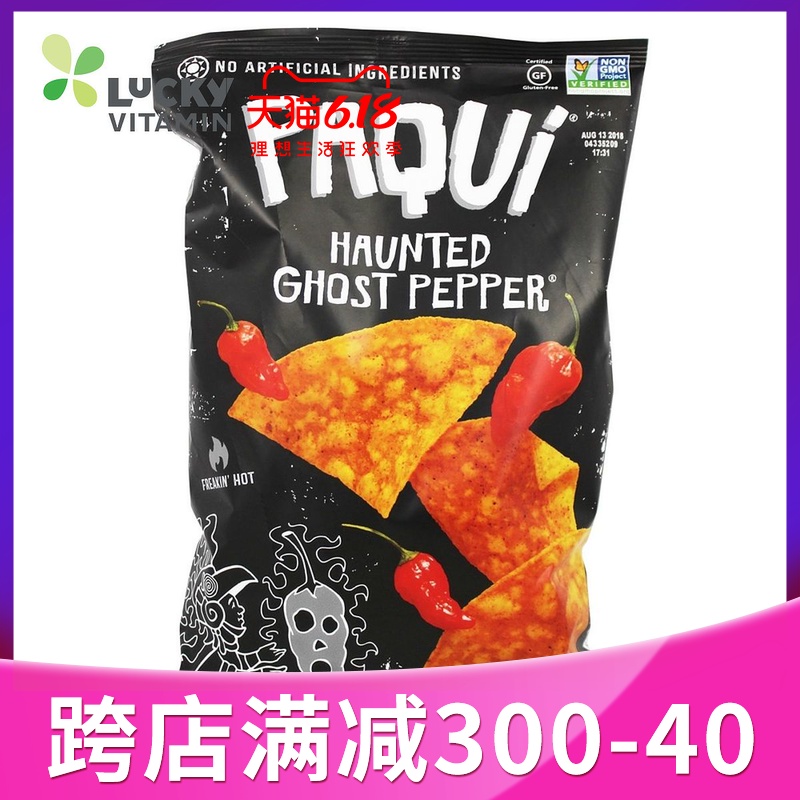 NO ARTIFICIAL INGREDIENTS
Certified
GF
Gluten-Free
NON
GMO
Project
VERIFIED
LUCKY
VITAMIN
天猫6.18
理想生活狂欢季
PAQUI
AUG 13 2018
04335209
17:31
HAUNTED
GHOST PEPPER®
FREAKIN' HOT
跨店满减300-40